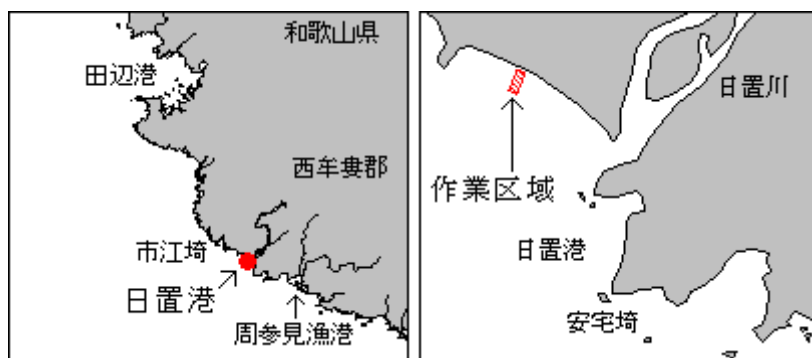 和歌山県
田辺港
西牟婁郡
市江埼
日置港
周参見漁港
日置川
作業区域
日置港
安宅埼